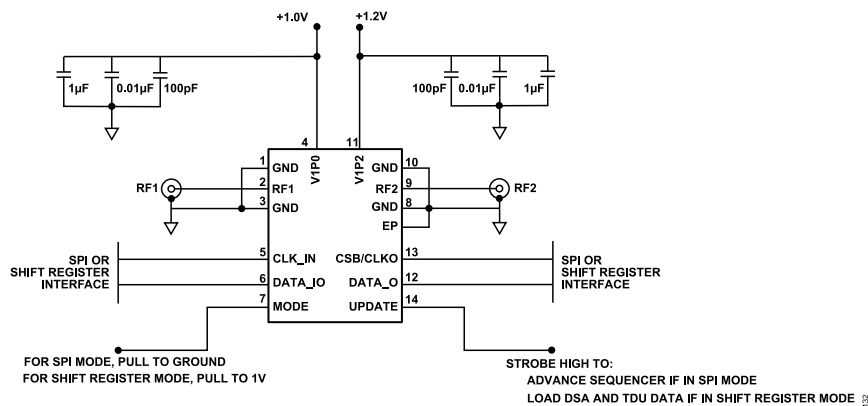 +1.0V
+1.2V
1µF
0.01µF
100pF
100pF
0.01µF
1µF
4
11
V1P0
V1P2
1
GND
GND
10
RF1
2
RF1
RF2
9
RF2
3
GND
GND
8
EP
SPI OR
SHIFT REGISTER
INTERFACE
5
CLK_IN
CSB/CLKO
13
6
DATA_IO
DATA_O
12
SPI OR
SHIFT REGISTER
INTERFACE
7
MODE
UPDATE
14
FOR SPI MODE, PULL TO GROUND
FOR SHIFT REGISTER MODE, PULL TO 1V
STROBE HIGH TO:
ADVANCE SEQUENCER IF IN SPI MODE
LOAD DSA AND TDU DATA IF IN SHIFT REGISTER MODE
132